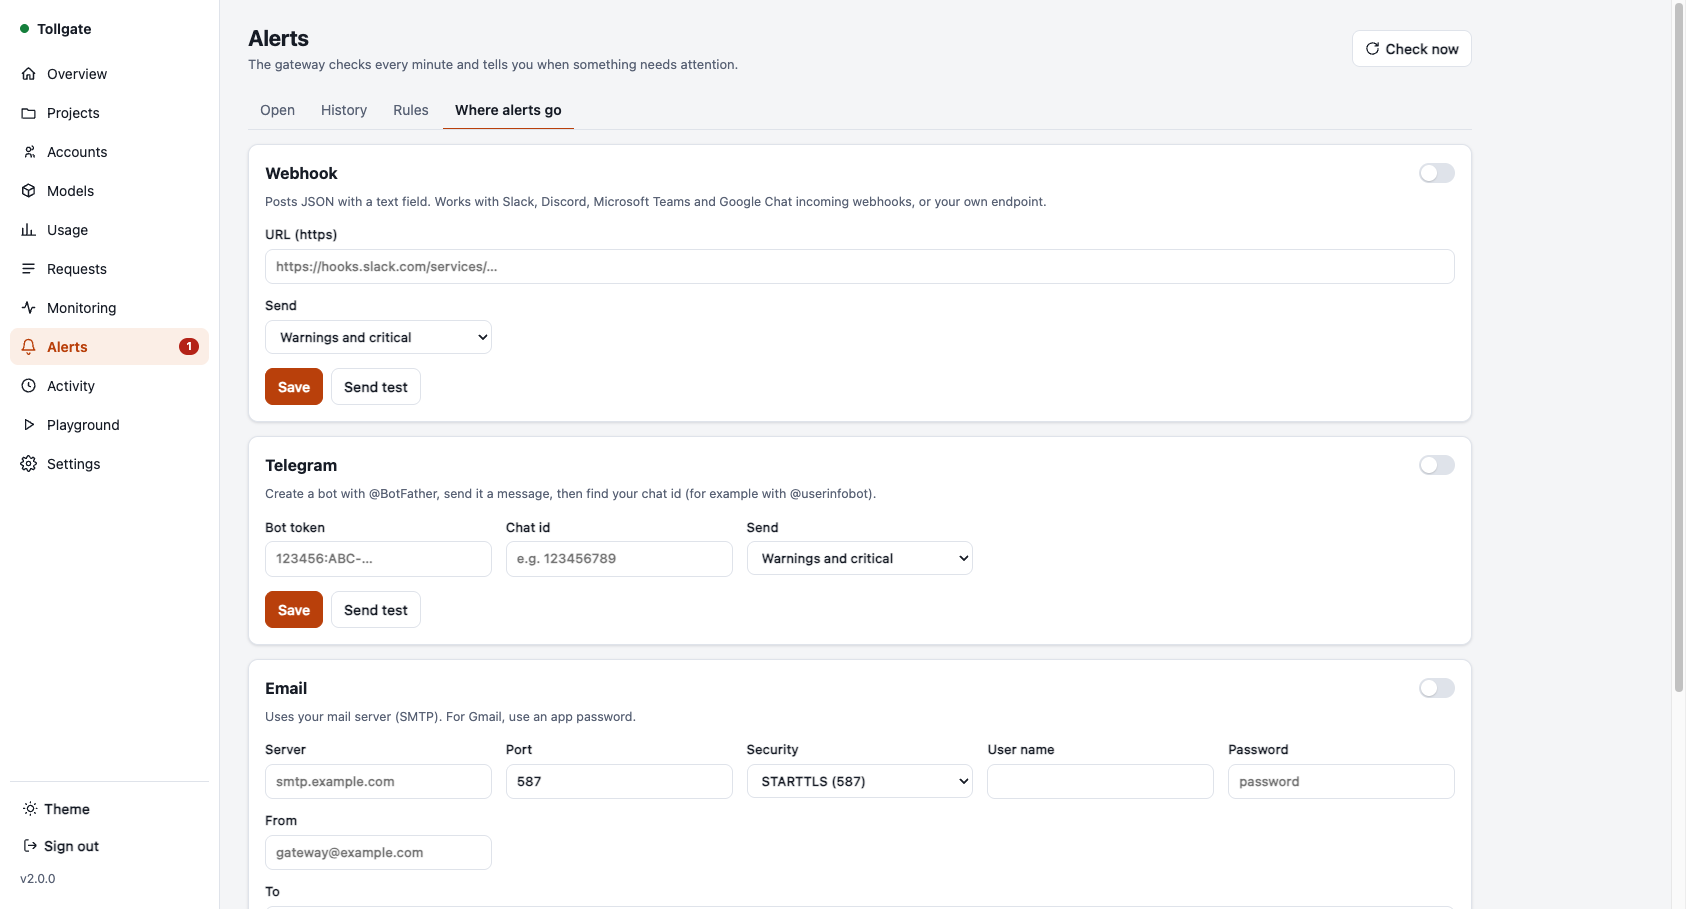 Tollgate
Overview
Projects
Accounts
Models
Usage
Requests
Monitoring
Alerts 1
Activity
Playground
Settings
Theme
Sign out
v2.0.0
Alerts
The gateway checks every minute and tells you when something needs attention.
Check now
Open History Rules Where alerts go
Webhook
Posts JSON with a text field. Works with Slack, Discord, Microsoft Teams and Google Chat incoming webhooks, or your own endpoint.
URL (https)
https://hooks.slack.com/services/...
Send
Warnings and critical
Save Send test
Telegram
Create a bot with @BotFather, send it a message, then find your chat id (for example with @userinfobot).
Bot token Chat id Send
123456:ABC-... e.g. 123456789 Warnings and critical
Save Send test
Email
Uses your mail server (SMTP). For Gmail, use an app password.
Server Port Security User name Password
smtp.example.com 587 STARTTLS (587) password
From
gateway@example.com
To